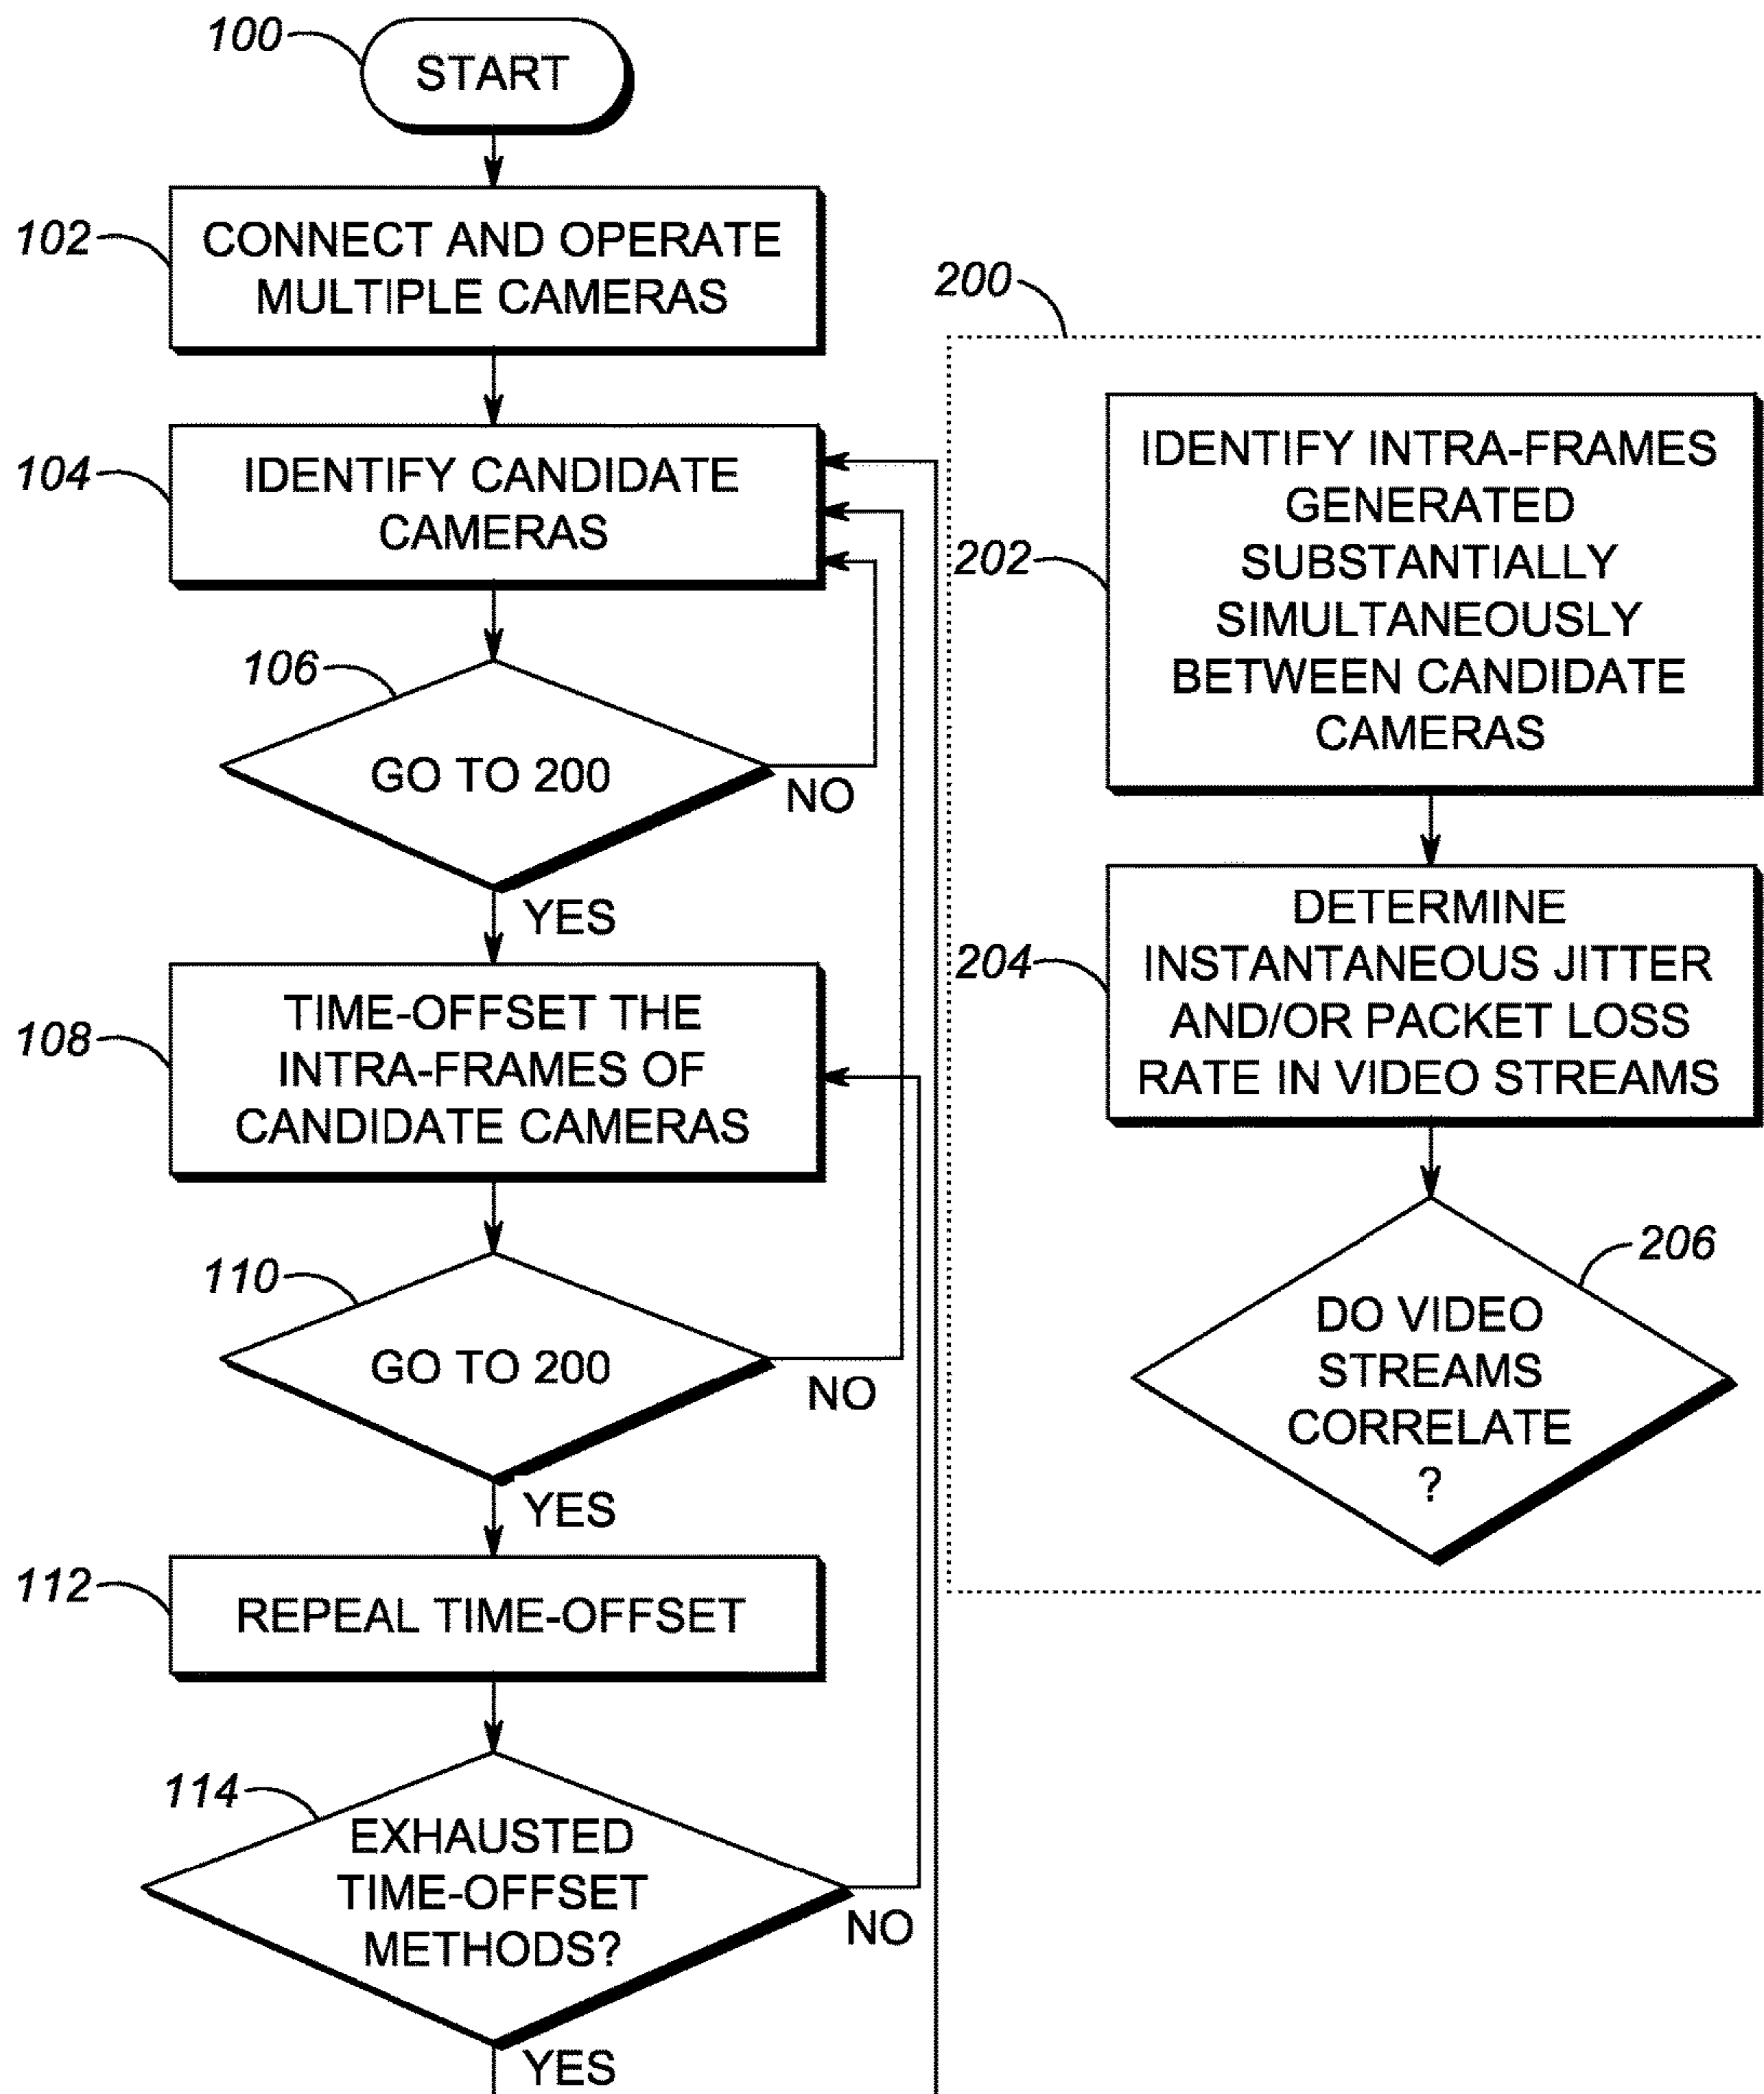 100
START
102
CONNECT AND OPERATE
MULTIPLE CAMERAS
104
IDENTIFY CANDIDATE
CAMERAS
106
GO TO 200
NO
YES
108
TIME-OFFSET THE
INTRA-FRAMES OF
CANDIDATE CAMERAS
110
GO TO 200
NO
YES
112
REPEAL TIME-OFFSET
114
EXHAUSTED
TIME-OFFSET
METHODS?
NO
YES
200
202
IDENTIFY INTRA-FRAMES
GENERATED
SUBSTANTIALLY
SIMULTANEOUSLY
BETWEEN CANDIDATE
CAMERAS
204
DETERMINE
INSTANTANEOUS JITTER
AND/OR PACKET LOSS
RATE IN VIDEO STREAMS
206
DO VIDEO
STREAMS
CORRELATE
?